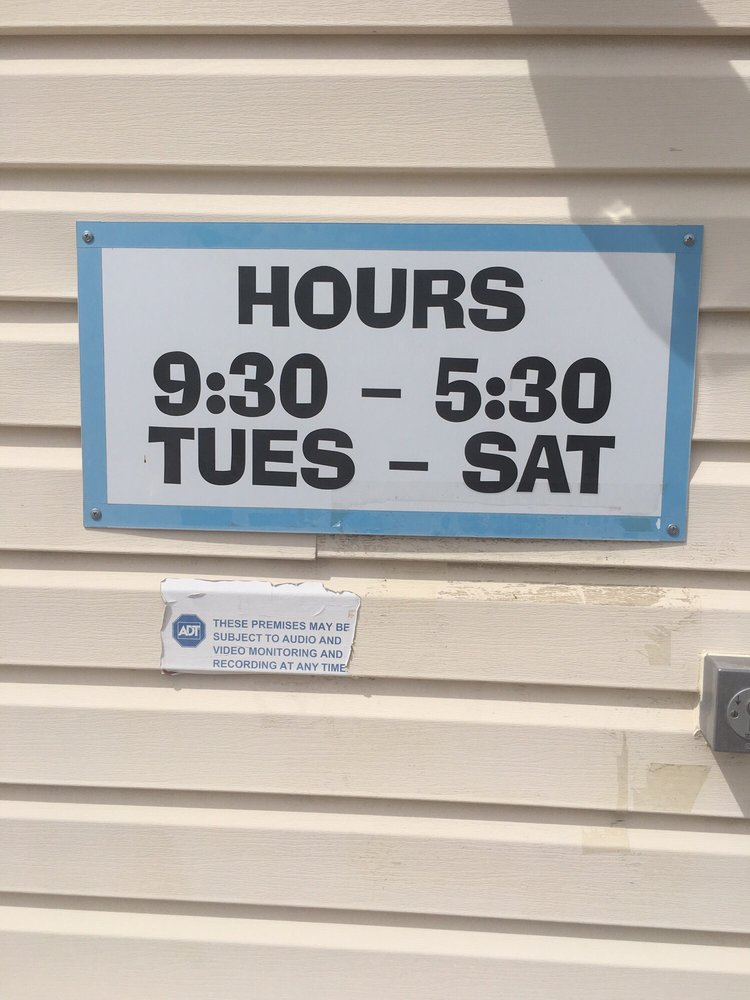 HOURS
9:30 – 5:30
TUES – SAT
ADT
THESE PREMISES MAY BE
SUBJECT TO AUDIO AND
VIDEO MONITORING AND
RECORDING AT ANY TIME